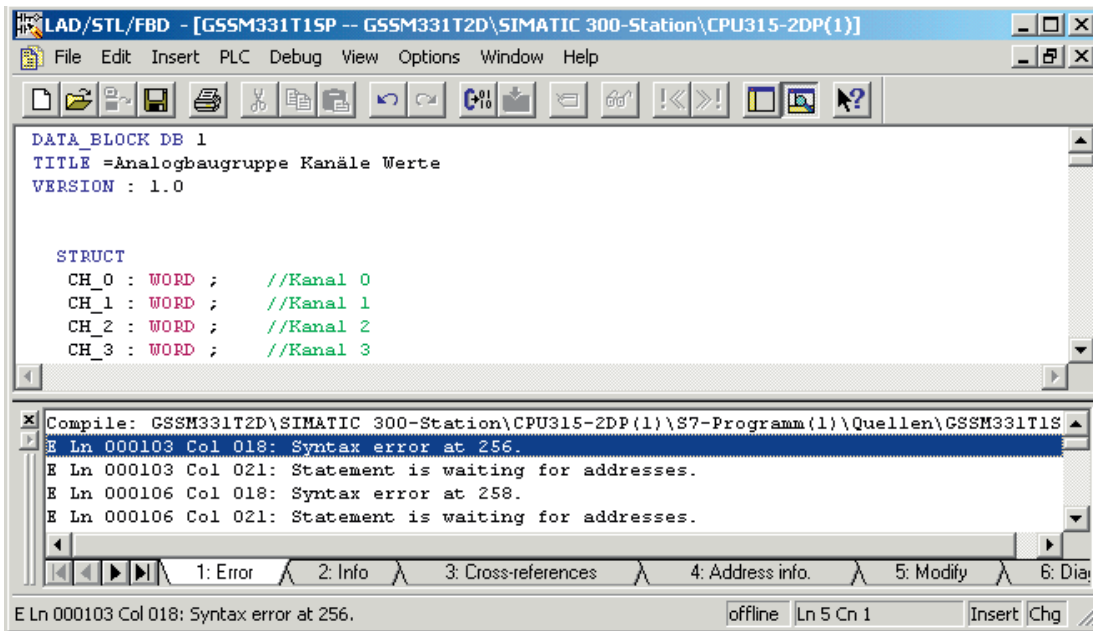 LAD/STL/FBD - [GSSM331T1SP -- GSSM331T2D\SIMATIC 300-Station\CPU315-2DP(1)]
File Edit Insert PLC Debug View Options Window Help
DATA_BLOCK DB 1
TITLE =Analogbaugruppe Kanäle Werte
VERSION : 1.0
STRUCT
CH_0 : WORD ; //Kanal 0
CH_1 : WORD ; //Kanal 1
CH_2 : WORD ; //Kanal 2
CH_3 : WORD ; //Kanal 3
Compile: GSSM331T2D\SIMATIC 300-Station\CPU315-2DP(1)\S7-Programm(1)\Quellen\GSSM331T1S
E Ln 000103 Col 018: Syntax error at 256.
E Ln 000103 Col 021: Statement is waiting for addresses.
E Ln 000106 Col 018: Syntax error at 258.
E Ln 000106 Col 021: Statement is waiting for addresses.
1: Error 2: Info 3: Cross-references 4: Address info. 5: Modify 6: Dia
E Ln 000103 Col 018: Syntax error at 256. offline Ln 5 Cn 1 Insert Chg